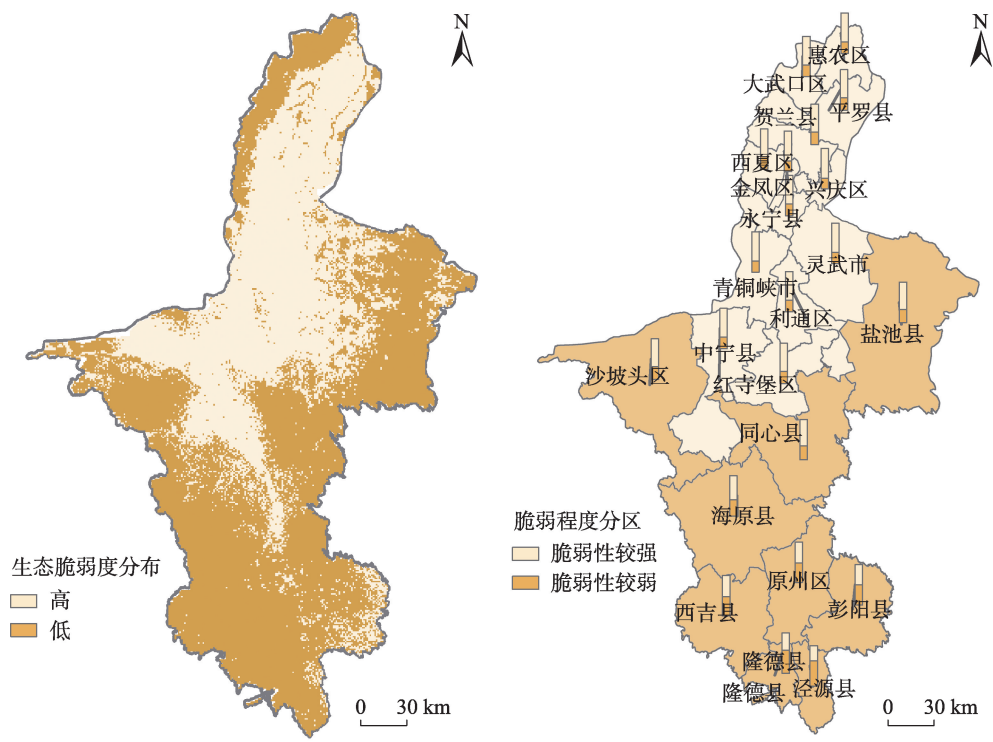 N
生态脆弱度分布
高
低
0 30 km
N
惠农区
大武口区
平罗县
贺兰县
西夏区
金凤区
兴庆区
永宁县
灵武市
青铜峡市
利通区
盐池县
中宁县
沙坡头区
红寺堡区
同心县
海原县
脆弱程度分区
脆弱性较强
脆弱性较弱
原州区
西吉县
彭阳县
隆德县
隆德县
泾源县
0 30 km